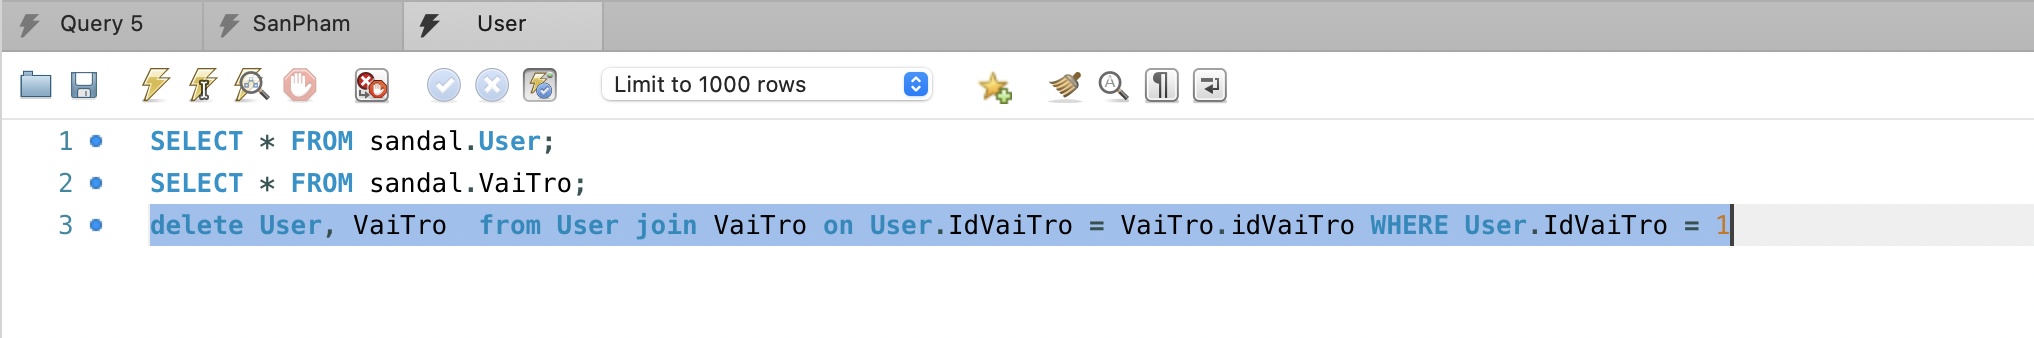 Query 5 SanPham User
Limit to 1000 rows
1 SELECT * FROM sandal.User;
2 SELECT * FROM sandal.VaiTro;
3 delete User, VaiTro  from User join VaiTro on User.IdVaiTro = VaiTro.idVaiTro WHERE User.IdVaiTro = 1